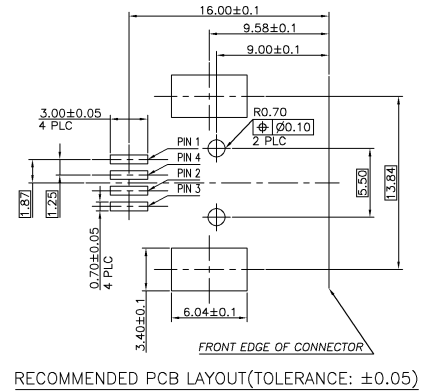 16.00±0.1
9.58±0.1
9.00±0.1
3.00±0.05
4 PLC
R0.70
⌖ Ø0.10
2 PLC
PIN 1
PIN 4
PIN 2
PIN 3
1.87
1.25
0.70±0.05
4 PLC
5.50
13.84
3.40±0.1
6.04±0.1
FRONT EDGE OF CONNECTOR
RECOMMENDED PCB LAYOUT(TOLERANCE: ±0.05)